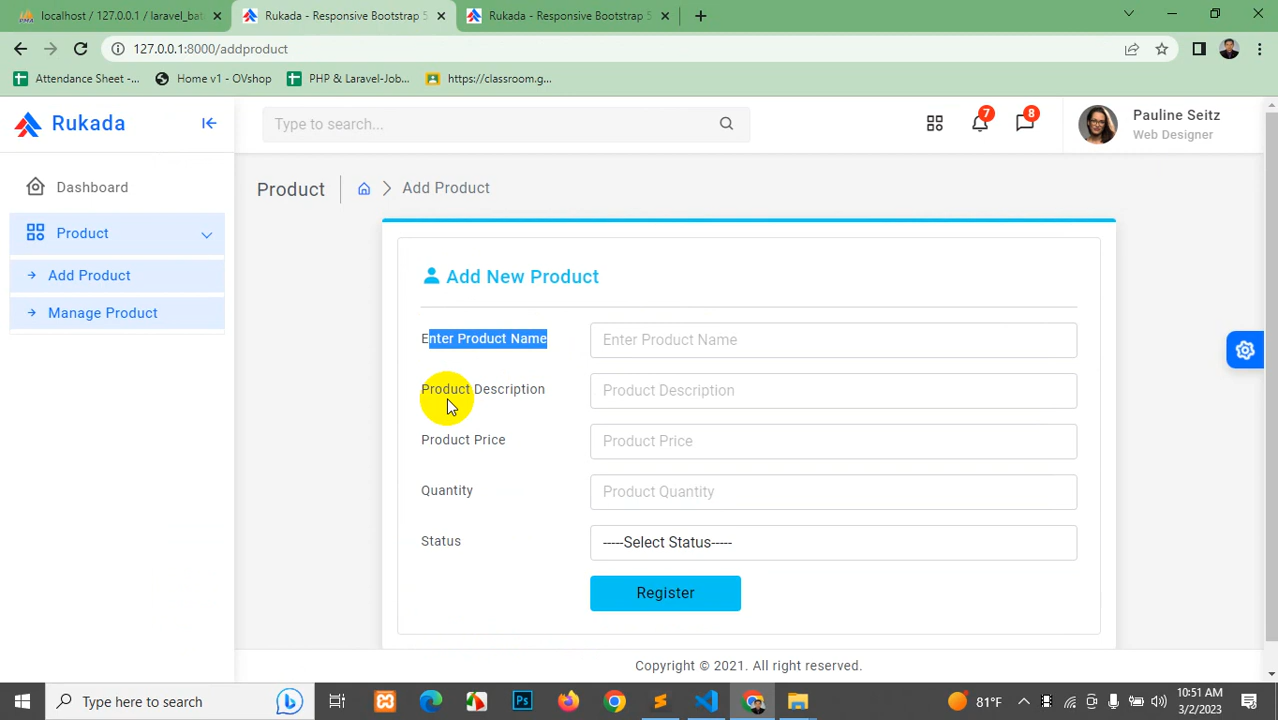 localhost / 127.0.0.1 / laravel_bat
Rukada - Responsive Bootstrap 5
Rukada - Responsive Bootstrap 5
127.0.0.1:8000/addproduct
Attendance Sheet -...
Home v1 - OVshop
PHP & Laravel-Job...
https://classroom.g...
Rukada
Type to search...
7
8
Pauline Seitz
Web Designer
Dashboard
Product
Add Product
Manage Product
Product
Add Product
Add New Product
Enter Product Name
Enter Product Name
Product Description
Product Description
Product Price
Product Price
Quantity
Product Quantity
Status
-----Select Status-----
Register
Copyright © 2021. All right reserved.
Type here to search
Ps
81°F
10:51 AM
3/2/2023